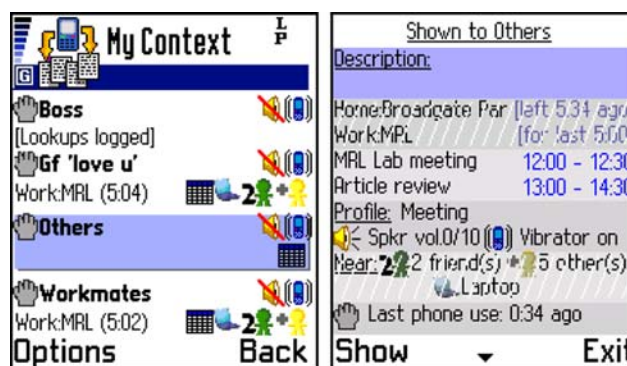 My Context
L
P
G
Boss
[Lookups logged]
Gf 'love u'
Work:MRL (5:04)
2
Others
Workmates
Work:MRL (5:02)
2
Options
Back
Shown to Others
Description:
Home:Broadgate Par [left 5:34 ago
Work:MRL [for last 5:00
MRL Lab meeting 12:00 - 12:30
Article review 13:00 - 14:30
Profile: Meeting
Spkr vol.0/10 Vibrator on
Near: 2 2 friend(s) + 5 other(s)
Laptop
Last phone use: 0:34 ago
Show
Exit